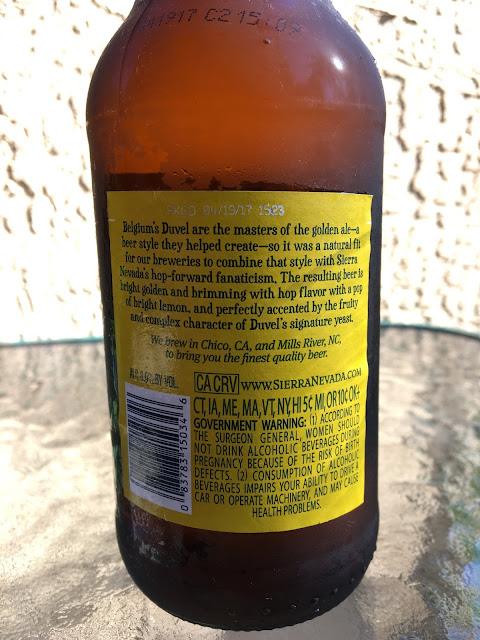 C2 15:09
PKGD 04/19/17 1523
Belgium's Duvel are the masters of the golden ale—a
beer style they helped create—so it was a natural fit
for our breweries to combine that style with Sierra
Nevada's hop-forward fanaticism. The resulting beer is
bright golden and brimming with hop flavor with a pop
of bright lemon, and perfectly accented by the fruity
and complex character of Duvel's signature yeast.
We brew in Chico, CA, and Mills River, NC,
to bring you the finest quality beer.
BY VOL.
CA CRV www.SierraNevada.com
CT, IA, ME, MA, VT, NY, HI 5¢ MI, OR 10¢ OK+
GOVERNMENT WARNING: (1) ACCORDING TO
THE SURGEON GENERAL, WOMEN SHOULD
NOT DRINK ALCOHOLIC BEVERAGES DURING
PREGNANCY BECAUSE OF THE RISK OF BIRTH
DEFECTS. (2) CONSUMPTION OF ALCOHOLIC
BEVERAGES IMPAIRS YOUR ABILITY TO DRIVE A
CAR OR OPERATE MACHINERY, AND MAY CAUSE
HEALTH PROBLEMS.
0 83783 15034 6